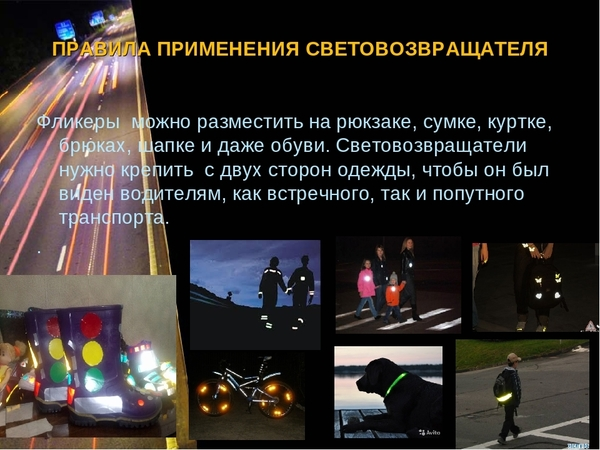 ПРАВИЛА ПРИМЕНЕНИЯ СВЕТОВОЗВРАЩАТЕЛЯ
Фликеры можно разместить на рюкзаке, сумке, куртке,
брюках, шапке и даже обуви. Световозвращатели
нужно крепить с двух сторон одежды, чтобы он был
виден водителям, как встречного, так и попутного
транспорта.
.
Avito